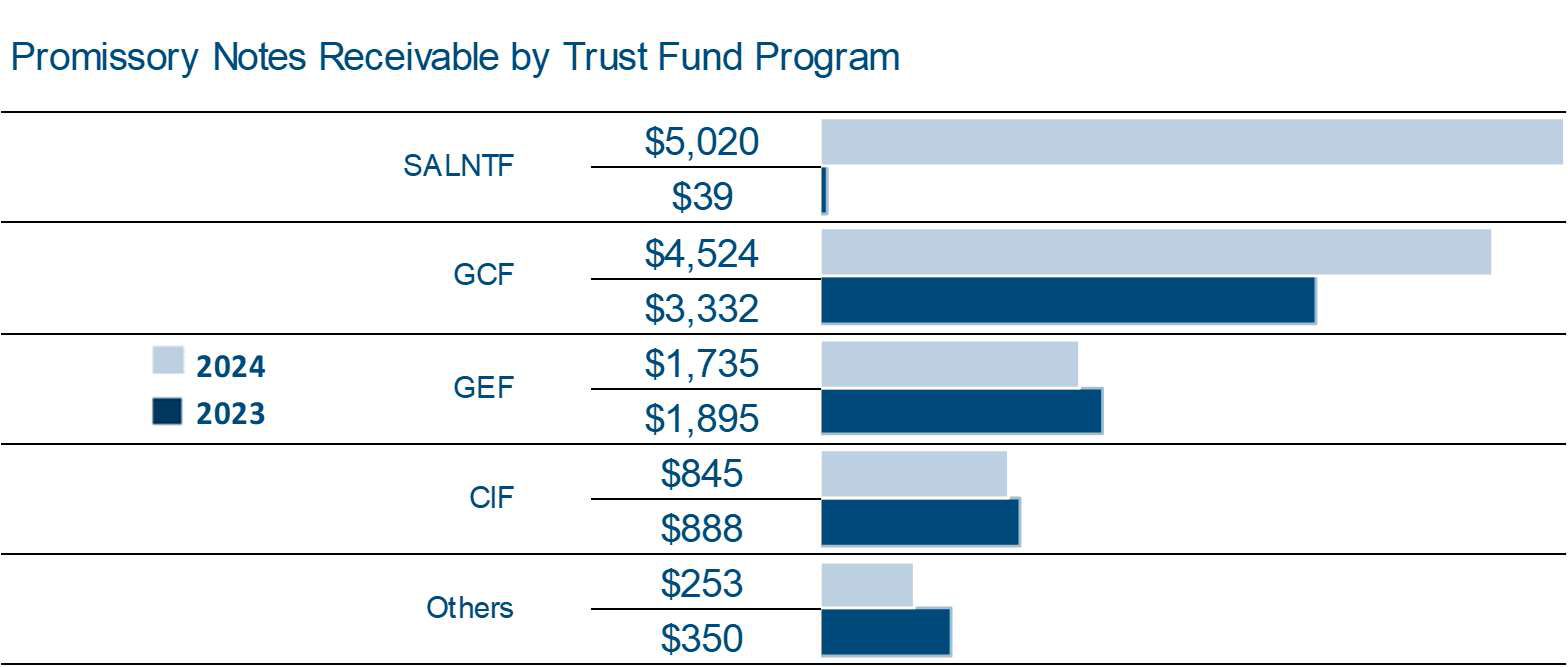 Promissory Notes Receivable by Trust Fund Program
SALNTF
$5,020
$39
GCF
$4,524
$3,332
2024
2023
GEF
$1,735
$1,895
CIF
$845
$888
Others
$253
$350